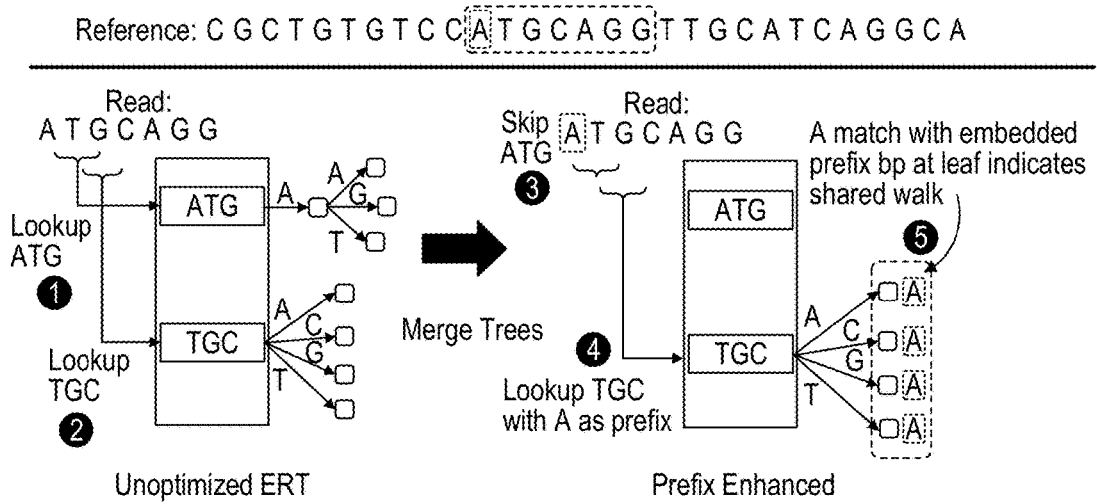 Reference: C G C T G T G T C C A T G C A G G T T G C A T C A G G C A
Read:
A T G C A G G
ATG
A
A
G
T
Lookup
ATG
1
TGC
A
C
G
T
Lookup
TGC
2
Unoptimized ERT
Merge Trees
Read:
Skip
ATG
3
A T G C A G G
A match with embedded
prefix bp at leaf indicates
shared walk
5
ATG
4
Lookup TGC
with A as prefix
TGC
A
C
G
T
A
A
A
A
Prefix Enhanced